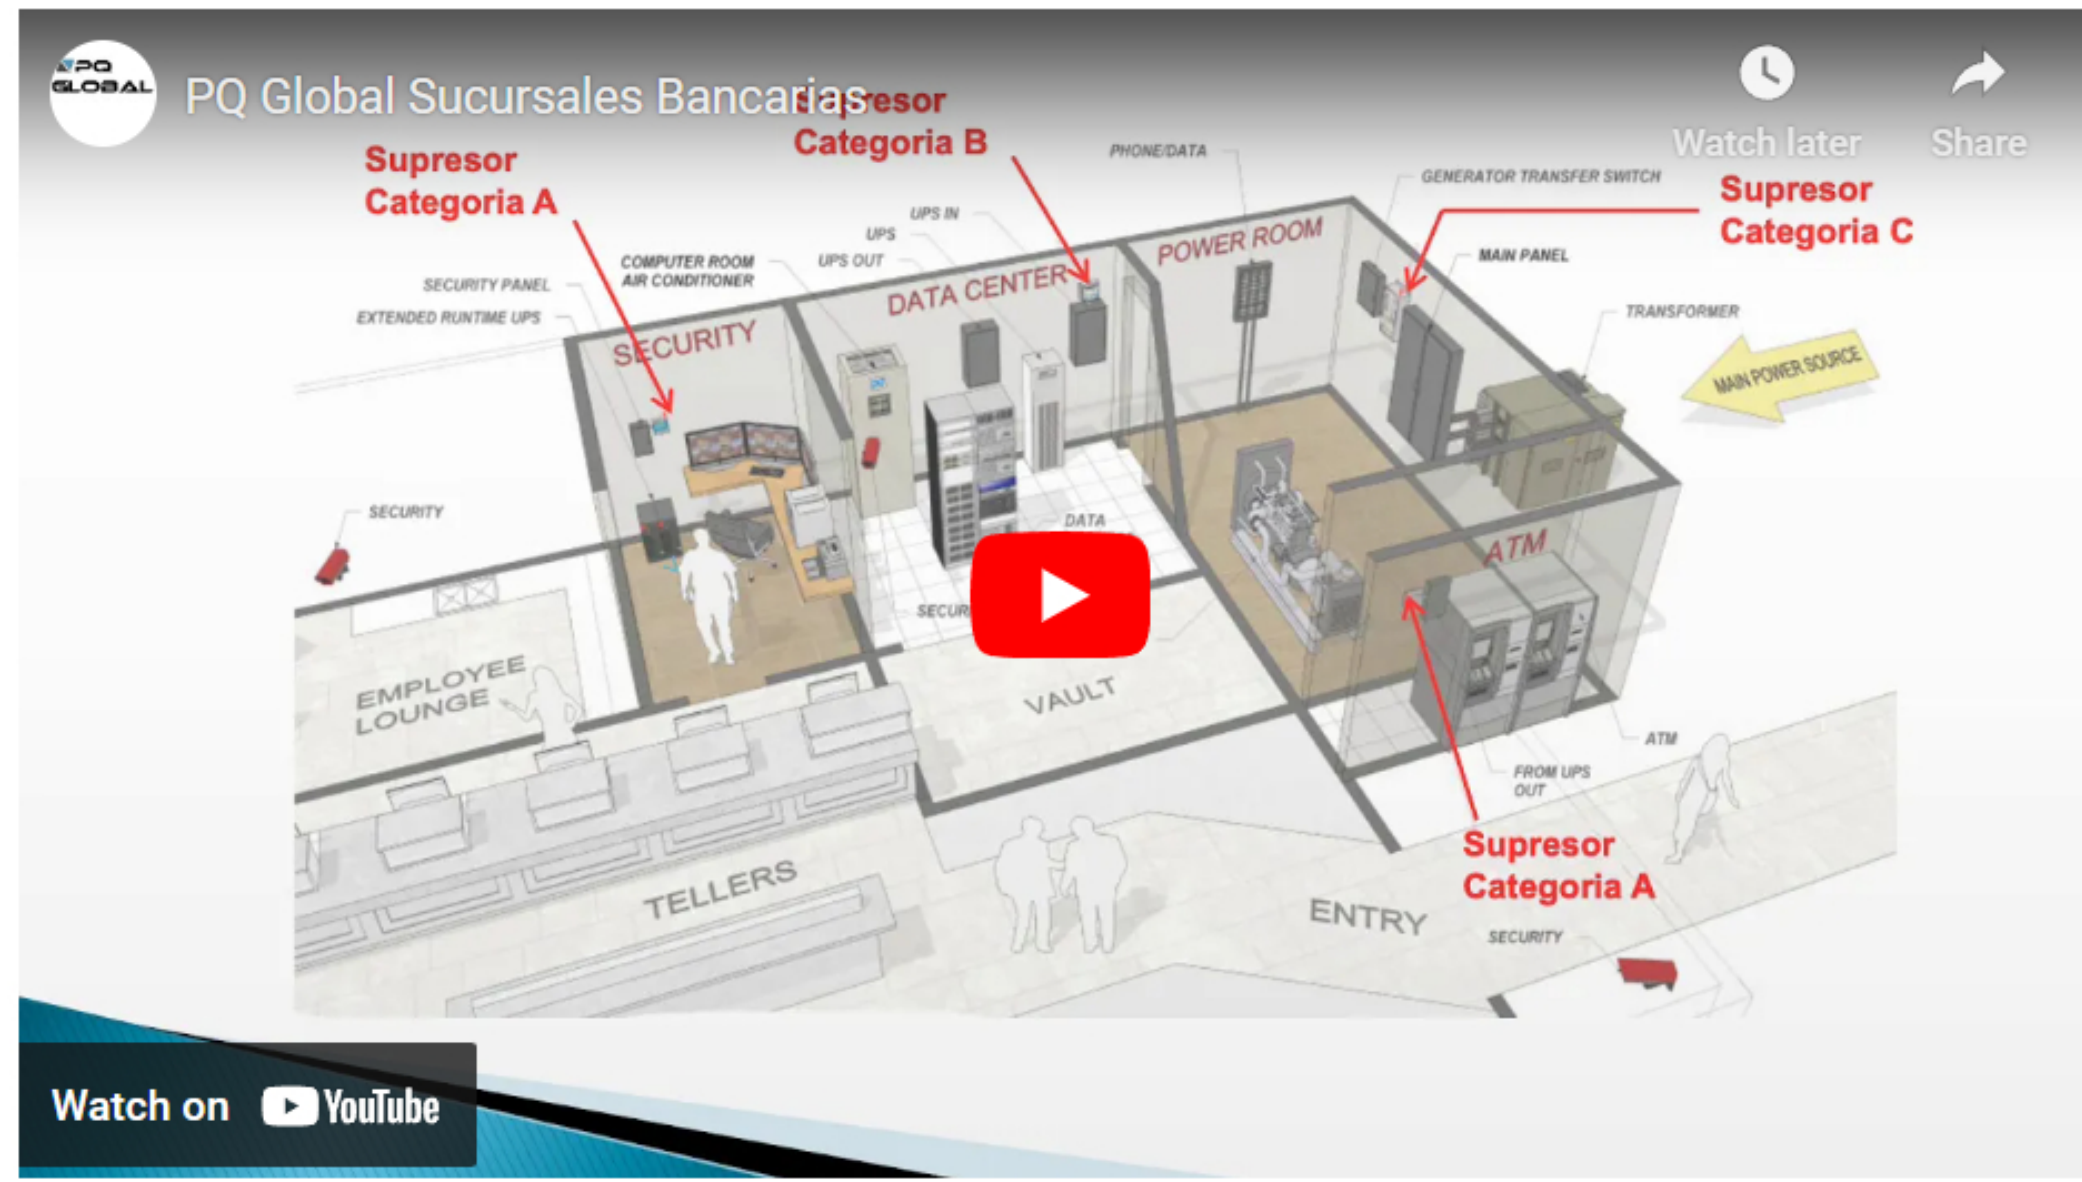 PQ
GLOBAL
PQ Global Sucursales Bancarias
Watch later
Share
Supresor
Categoria A
Supresor
Categoria B
Supresor
Categoria C
PHONE/DATA
GENERATOR TRANSFER SWITCH
UPS IN
UPS
UPS OUT
COMPUTER ROOM
AIR CONDITIONER
SECURITY PANEL
EXTENDED RUNTIME UPS
MAIN PANEL
TRANSFORMER
MAIN POWER SOURCE
SECURITY
DATA CENTER
POWER ROOM
SECURITY
DATA
ATM
EMPLOYEE
LOUNGE
VAULT
ATM
FROM UPS
OUT
Supresor
Categoria A
TELLERS
ENTRY
SECURITY
Watch on
YouTube